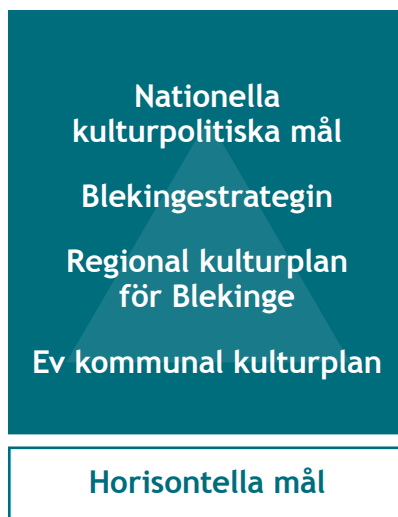 Nationella
kulturpolitiska mål
Blekingestrategin
Regional kulturplan
för Blekinge
Ev kommunal kulturplan
Horisontella mål